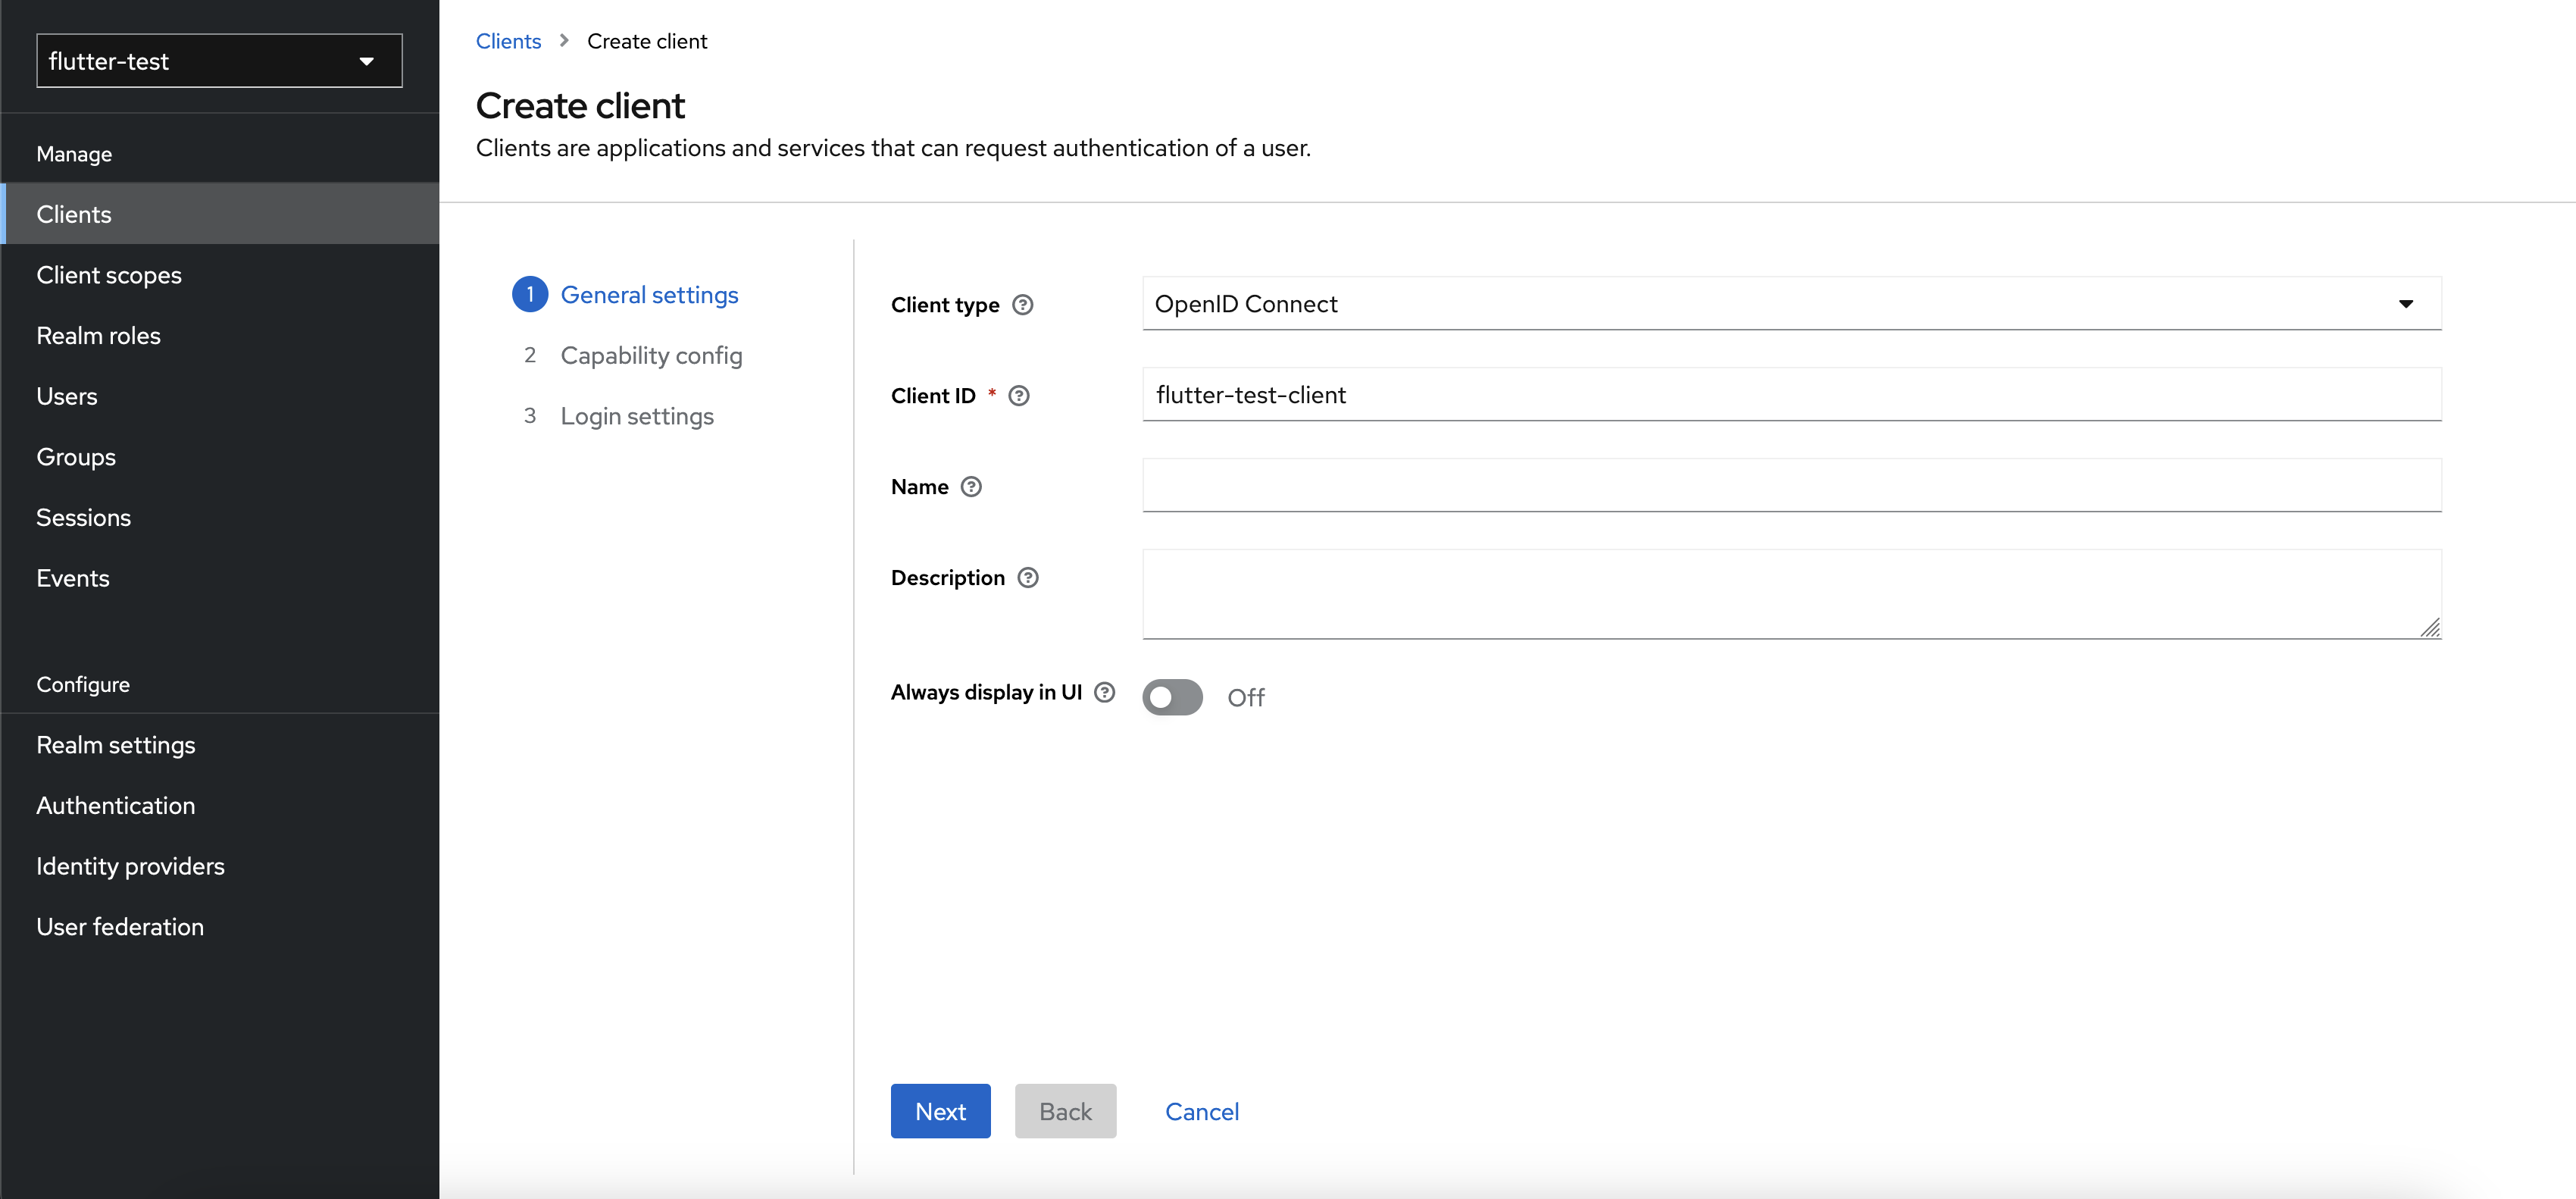 flutter-test
Manage
Clients
Client scopes
Realm roles
Users
Groups
Sessions
Events
Configure
Realm settings
Authentication
Identity providers
User federation
Clients > Create client
Create client
Clients are applications and services that can request authentication of a user.
1 General settings
2 Capability config
3 Login settings
Client type ? OpenID Connect
Client ID * ? flutter-test-client
Name ?
Description ?
Always display in UI ? Off
Next Back Cancel